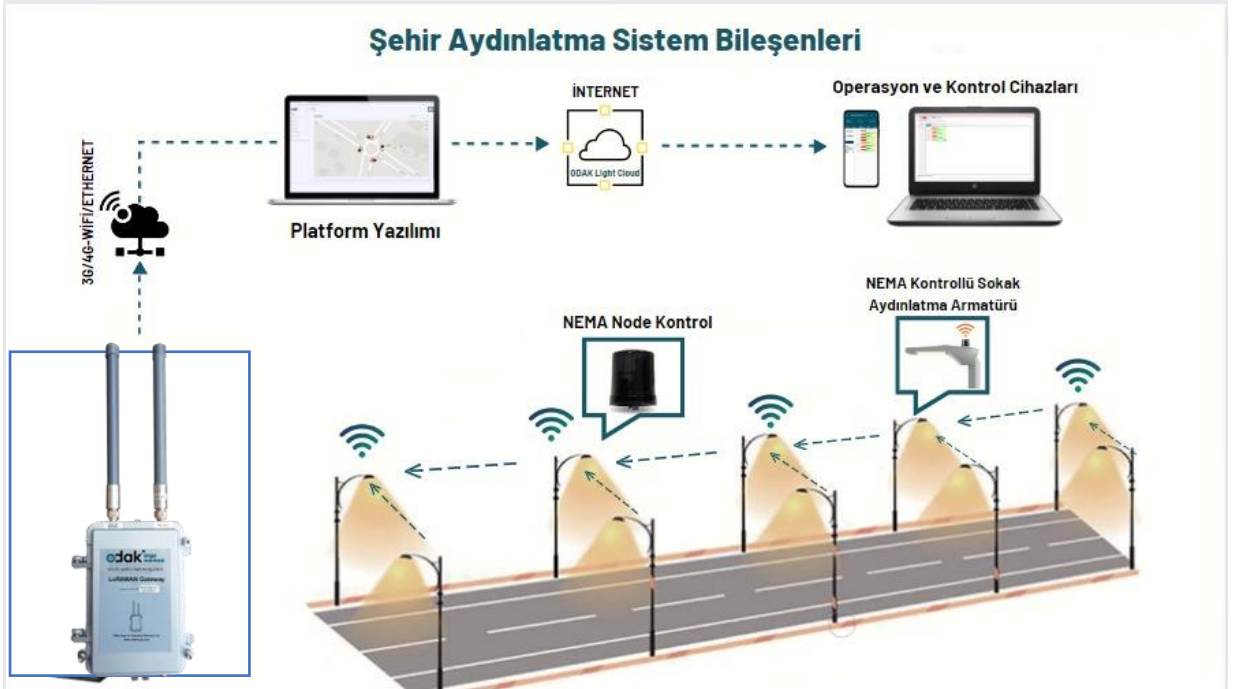 Şehir Aydınlatma Sistem Bileşenleri
İNTERNET
Operasyon ve Kontrol Cihazları
3G/4G-WiFi/ETHERNET
ODAK Light Cloud
Platform Yazılımı
NEMA Kontrollü Sokak
Aydınlatma Armatürü
NEMA Node Kontrol
odak
LoRaWAN Gateway